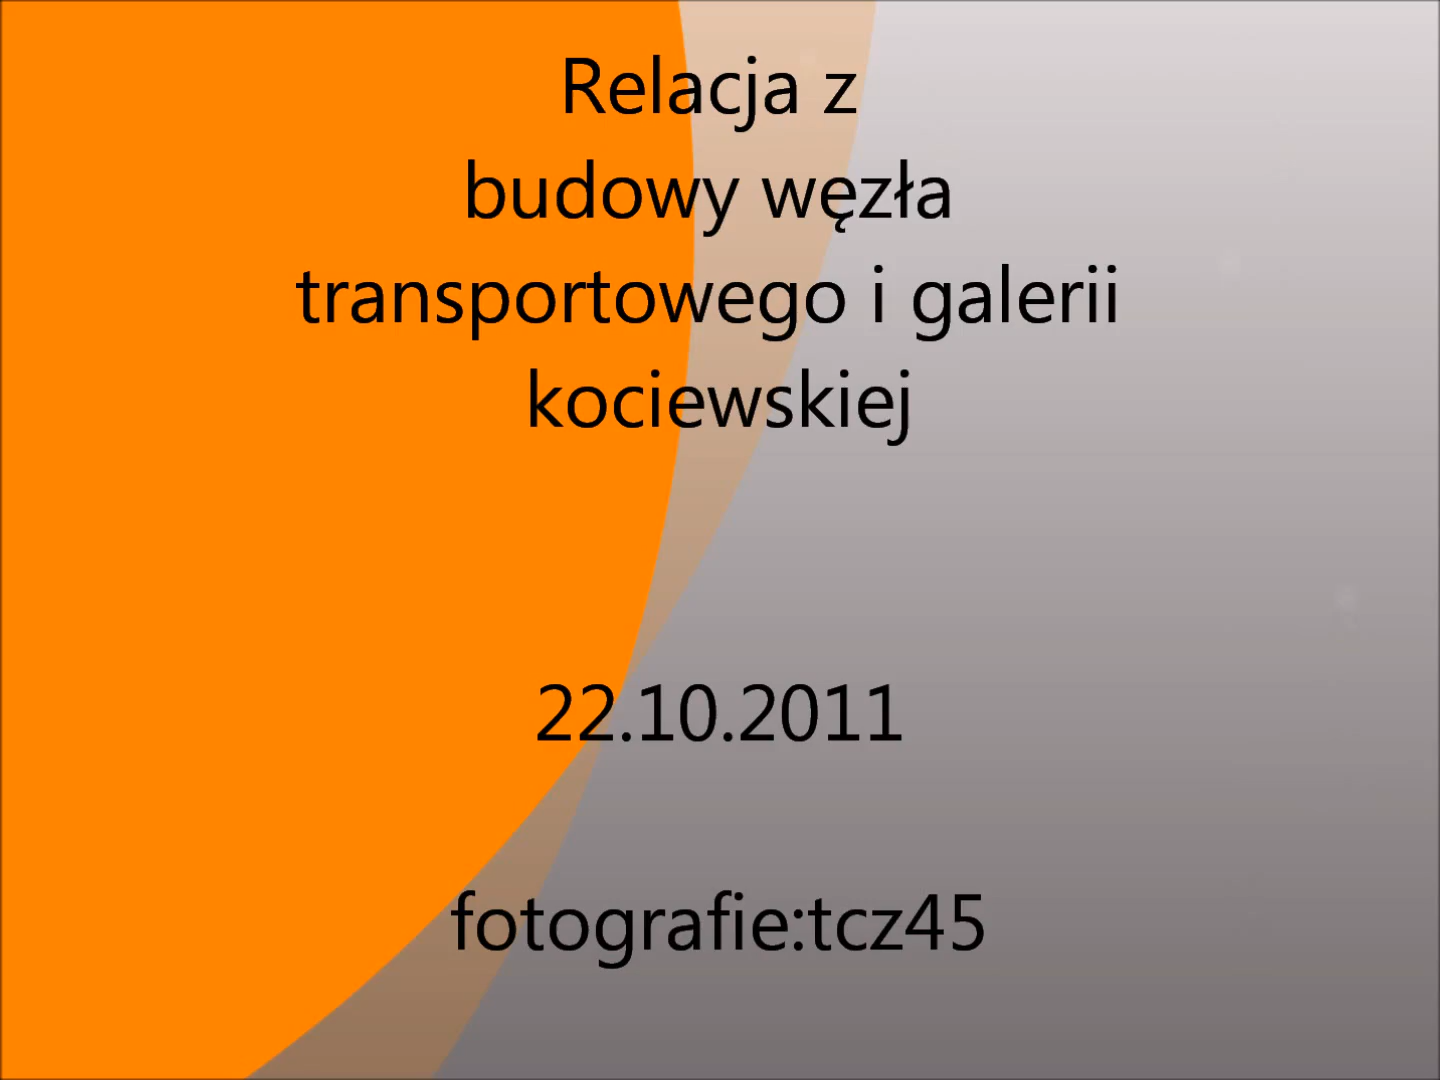 Relacja z
budowy węzła
transportowego i galerii
kociewskiej
22.10.2011
fotografie:tcz45